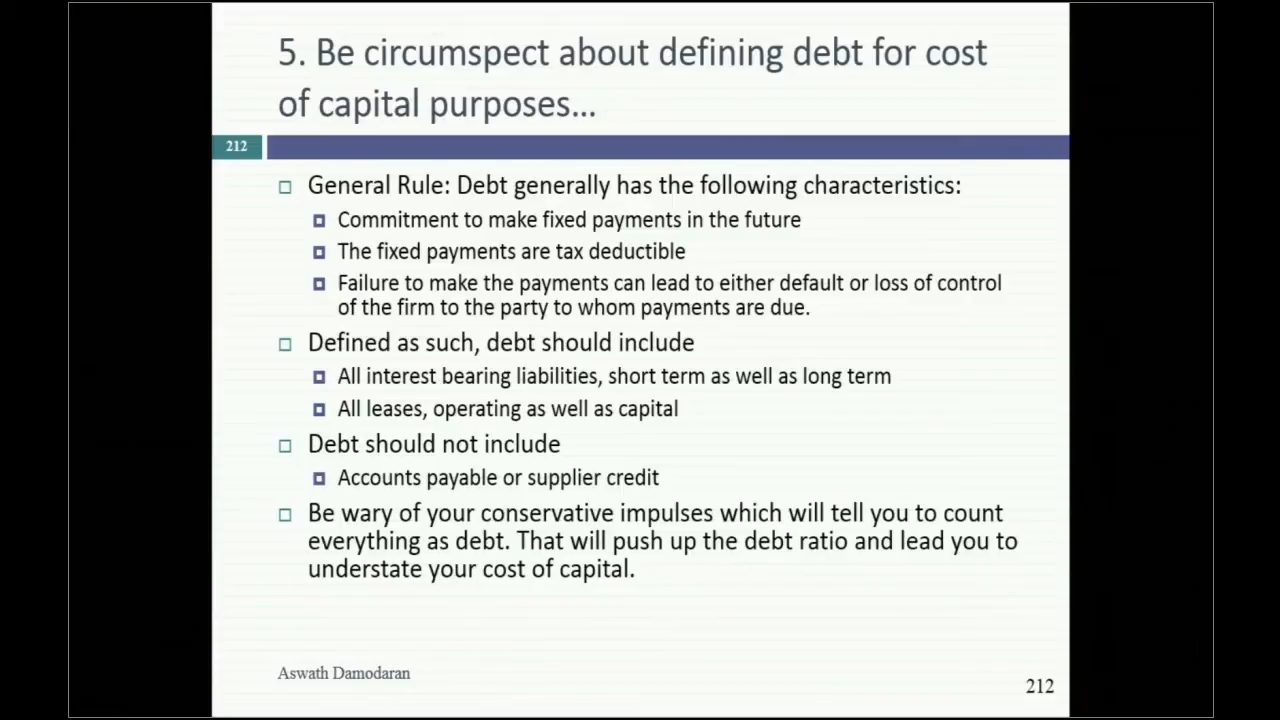 5. Be circumspect about defining debt for cost
of capital purposes…
212
General Rule: Debt generally has the following characteristics:
Commitment to make fixed payments in the future
The fixed payments are tax deductible
Failure to make the payments can lead to either default or loss of control
of the firm to the party to whom payments are due.
Defined as such, debt should include
All interest bearing liabilities, short term as well as long term
All leases, operating as well as capital
Debt should not include
Accounts payable or supplier credit
Be wary of your conservative impulses which will tell you to count
everything as debt. That will push up the debt ratio and lead you to
understate your cost of capital.
Aswath Damodaran
212